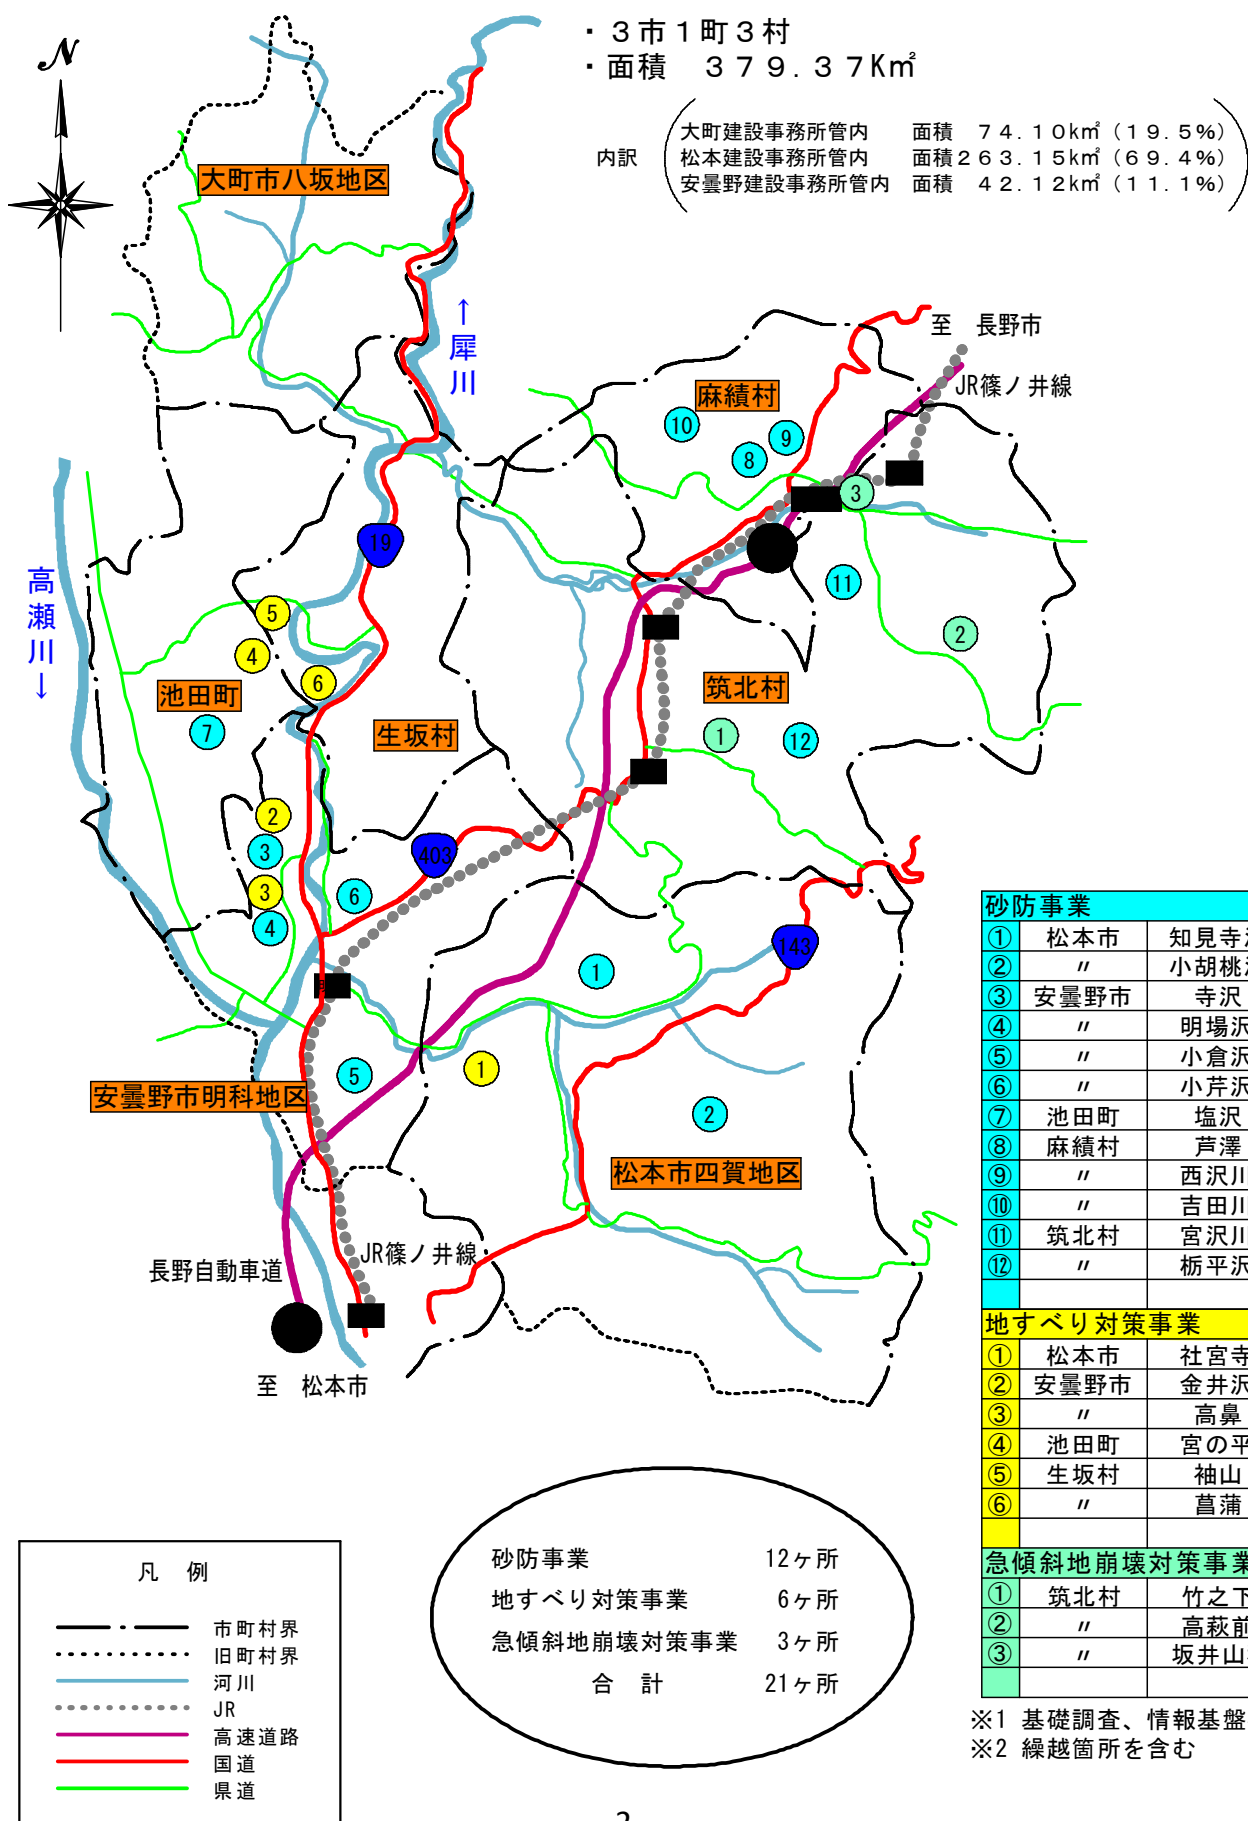 ・３市１町３村
・面積　３７９.３７K㎡
内訳
大町建設事務所管内　面積　７４.１０k㎡（１９.５%）
松本建設事務所管内　面積２６３.１５k㎡（６９.４%）
安曇野建設事務所管内　面積　４２.１２k㎡（１１.１%）
N
大町市八坂地区
↑犀川
至　長野市
JR篠ノ井線
麻績村
⑩
⑨
⑧
③
19
高瀬川↓
⑪
⑤
②
④
⑥
池田町
筑北村
⑦
生坂村
①
⑫
②
③
403
③
⑥
④
143
①
⑤
①
安曇野市明科地区
②
松本市四賀地区
JR篠ノ井線
長野自動車道
至　松本市
砂防事業
① 松本市
② 〃
③ 安曇野市 寺沢
④ 〃 明場沢
⑤ 〃 小倉沢
⑥ 〃 小芹沢
⑦ 池田町 塩沢
⑧ 麻績村 芦澤
⑨ 〃 西沢川
⑩ 〃 吉田川
⑪ 筑北村 宮沢川
⑫ 〃 栃平沢
地すべり対策事業
① 松本市 社宮寺
② 安曇野市 金井沢
③ 〃 高鼻
④ 池田町 宮の平
⑤ 生坂村 袖山
⑥ 〃 菖蒲
急傾斜地崩壊対策事業
① 筑北村 竹之下
② 〃 高萩前
③ 〃 坂井山
※1 基礎調査、情報基盤
※2 繰越箇所を含む
砂防事業　12ヶ所
地すべり対策事業　6ヶ所
急傾斜地崩壊対策事業　3ヶ所
合　計　21ヶ所
凡　例
市町村界
旧町村界
河川
JR
高速道路
国道
県道